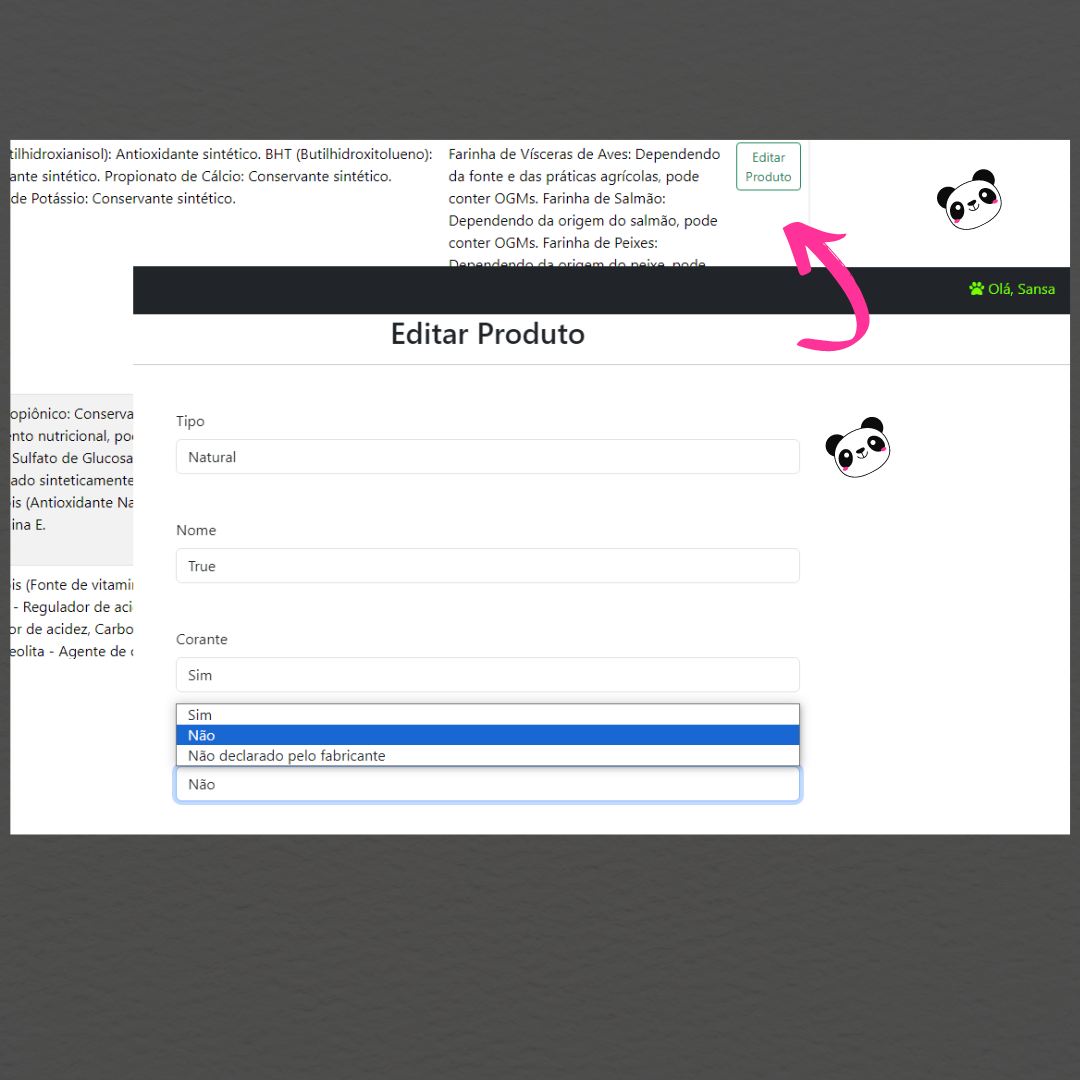 tilhidroxianisol): Antioxidante sintético. BHT (Butilhidroxitolueno):
ante sintético. Propionato de Cálcio: Conservante sintético.
de Potássio: Conservante sintético.
Farinha de Vísceras de Aves: Dependendo
da fonte e das práticas agrícolas, pode
conter OGMs. Farinha de Salmão:
Dependendo da origem do salmão, pode
conter OGMs. Farinha de Peixes:
Dependendo da origem do peixe, pode
Editar
Produto
Olá, Sansa
Editar Produto
opiônico: Conserva
ento nutricional, po
Sulfato de Glucosa
ado sinteticamente
is (Antioxidante Na
ina E.
is (Fonte de vitami
- Regulador de aci
or de acidez, Carbo
eolita - Agente de
Tipo
Natural
Nome
True
Corante
Sim
Sim
Não
Não declarado pelo fabricante
Não